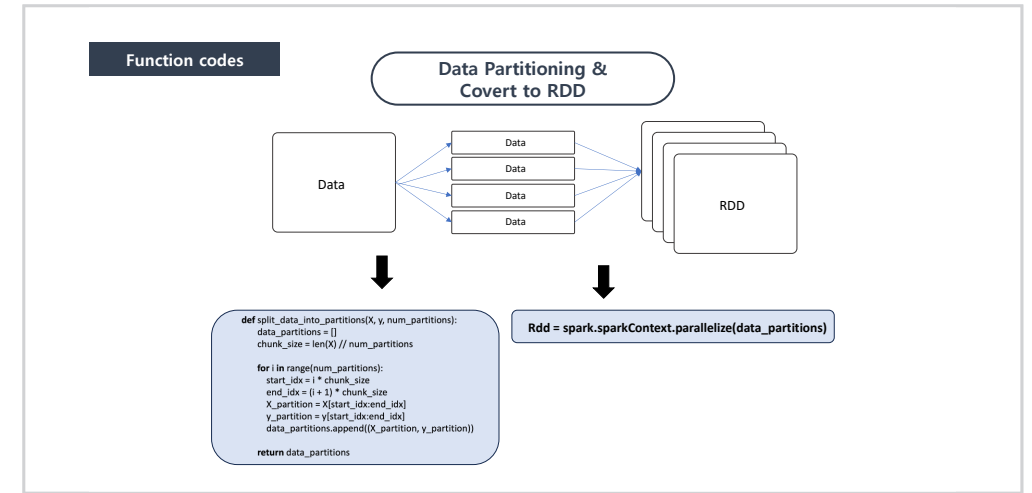 Function codes
Data Partitioning &
Covert to RDD
Data
Data
Data
Data
Data
RDD
def split_data_into_partitions(X, y, num_partitions):
data_partitions = []
chunk_size = len(X) // num_partitions
for i in range(num_partitions):
start_idx = i * chunk_size
end_idx = (i + 1) * chunk_size
X_partition = X[start_idx:end_idx]
y_partition = y[start_idx:end_idx]
data_partitions.append((X_partition, y_partition))
return data_partitions
Rdd = spark.sparkContext.parallelize(data_partitions)